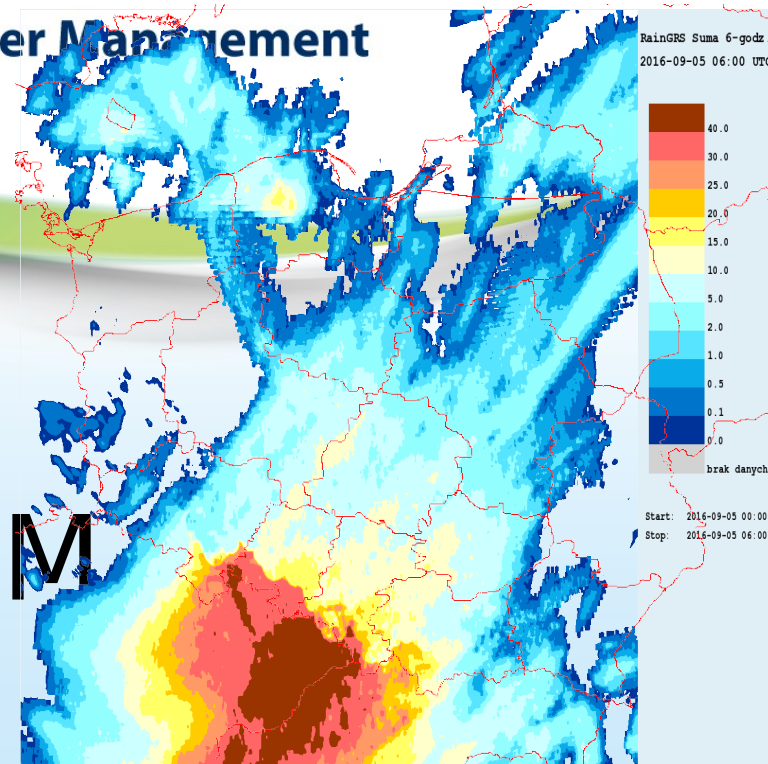 er Management
RainGRS Suma 6-godz.
2016-09-05 06:00 UTC
40.0
30.0
25.0
20.0
15.0
10.0
5.0
2.0
1.0
0.5
0.1
0.0
brak danych
M
Start: 2016-09-05 00:00
Stop: 2016-09-05 06:00